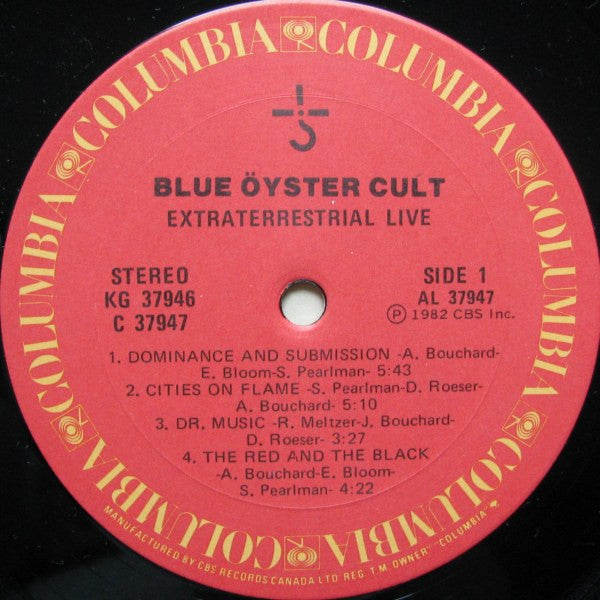 COLUMBIA COLUMBIA COLUMBIA COLUMBIA COLUMBIA COLUMBIA COLUMBIA COLUMBIA
BLUE ÖYSTER CULT
EXTRATERRESTRIAL LIVE
STEREO
KG 37946
C 37947
SIDE 1
AL 37947
℗ 1982 CBS Inc.
1. DOMINANCE AND SUBMISSION -A. Bouchard-
E. Bloom-S. Pearlman- 5:43
2. CITIES ON FLAME -S. Pearlman-D. Roeser-
A. Bouchard- 5:10
3. DR. MUSIC -R. Meltzer-J. Bouchard-
D. Roeser- 3:27
4. THE RED AND THE BLACK
-A. Bouchard-E. Bloom-
S. Pearlman- 4:22
MANUFACTURED BY CBS RECORDS CANADA LTD REG T M OWNER "COLUMBIA"